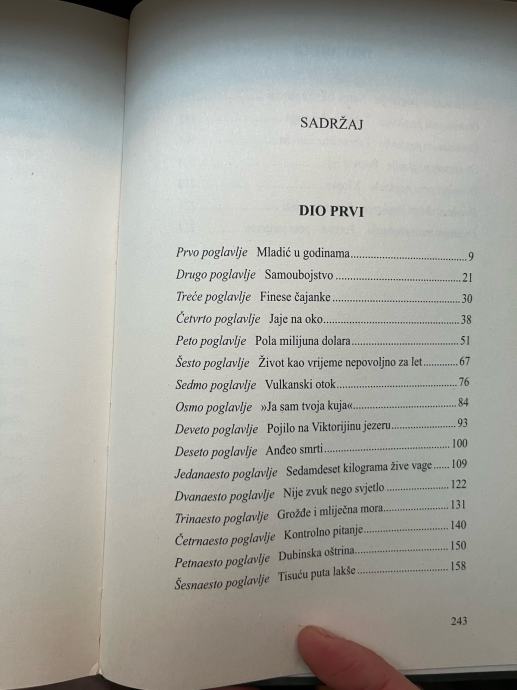 SADRŽAJ
DIO PRVI
Prvo poglavlje Mladić u godinama..........9
Drugo poglavlje Samoubojstvo..........21
Treće poglavlje Finese čajanke..........30
Četvrto poglavlje Jaje na oko..........38
Peto poglavlje Pola milijuna dolara..........51
Šesto poglavlje Život kao vrijeme nepovoljno za let..........67
Sedmo poglavlje Vulkanski otok..........76
Osmo poglavlje »Ja sam tvoja kuja«..........84
Deveto poglavlje Pojilo na Viktorijinu jezeru..........93
Deseto poglavlje Anđeo smrti..........100
Jedanaesto poglavlje Sedamdeset kilograma žive vage.....109
Dvanaesto poglavlje Nije zvuk nego svjetlo..........122
Trinaesto poglavlje Grožđe i mliječna mora..........131
Četrnaesto poglavlje Kontrolno pitanje..........140
Petnaesto poglavlje Dubinska oštrina..........150
Šesnaesto poglavlje Tisuću puta lakše..........158
243